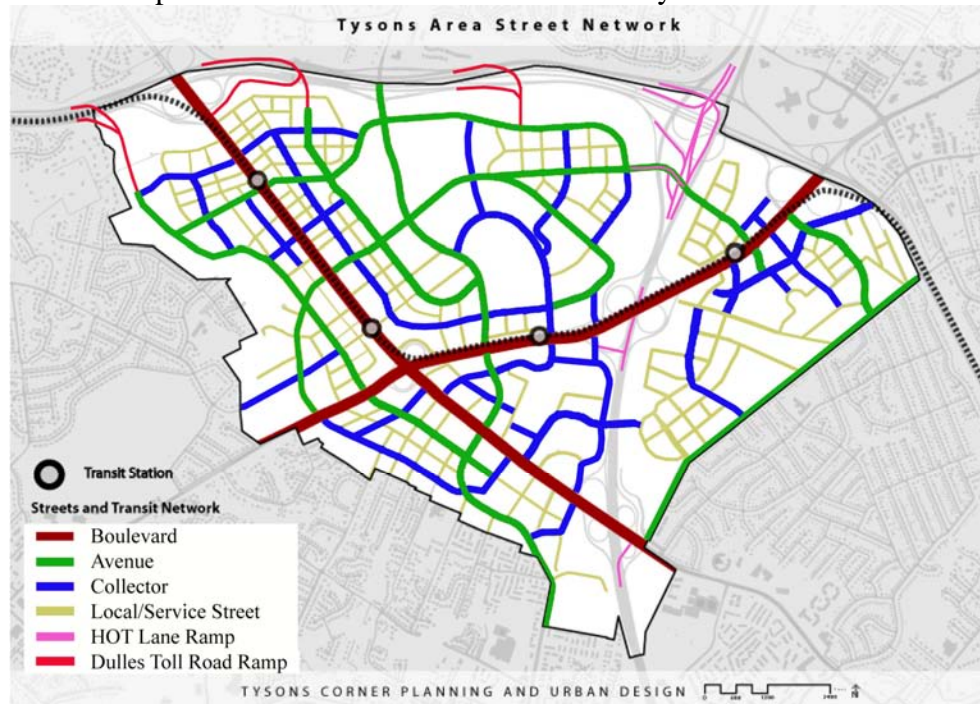 Tysons Area Street Network
Transit Station
Streets and Transit Network
Boulevard
Avenue
Collector
Local/Service Street
HOT Lane Ramp
Dulles Toll Road Ramp
TYSONS CORNER PLANNING AND URBAN DESIGN